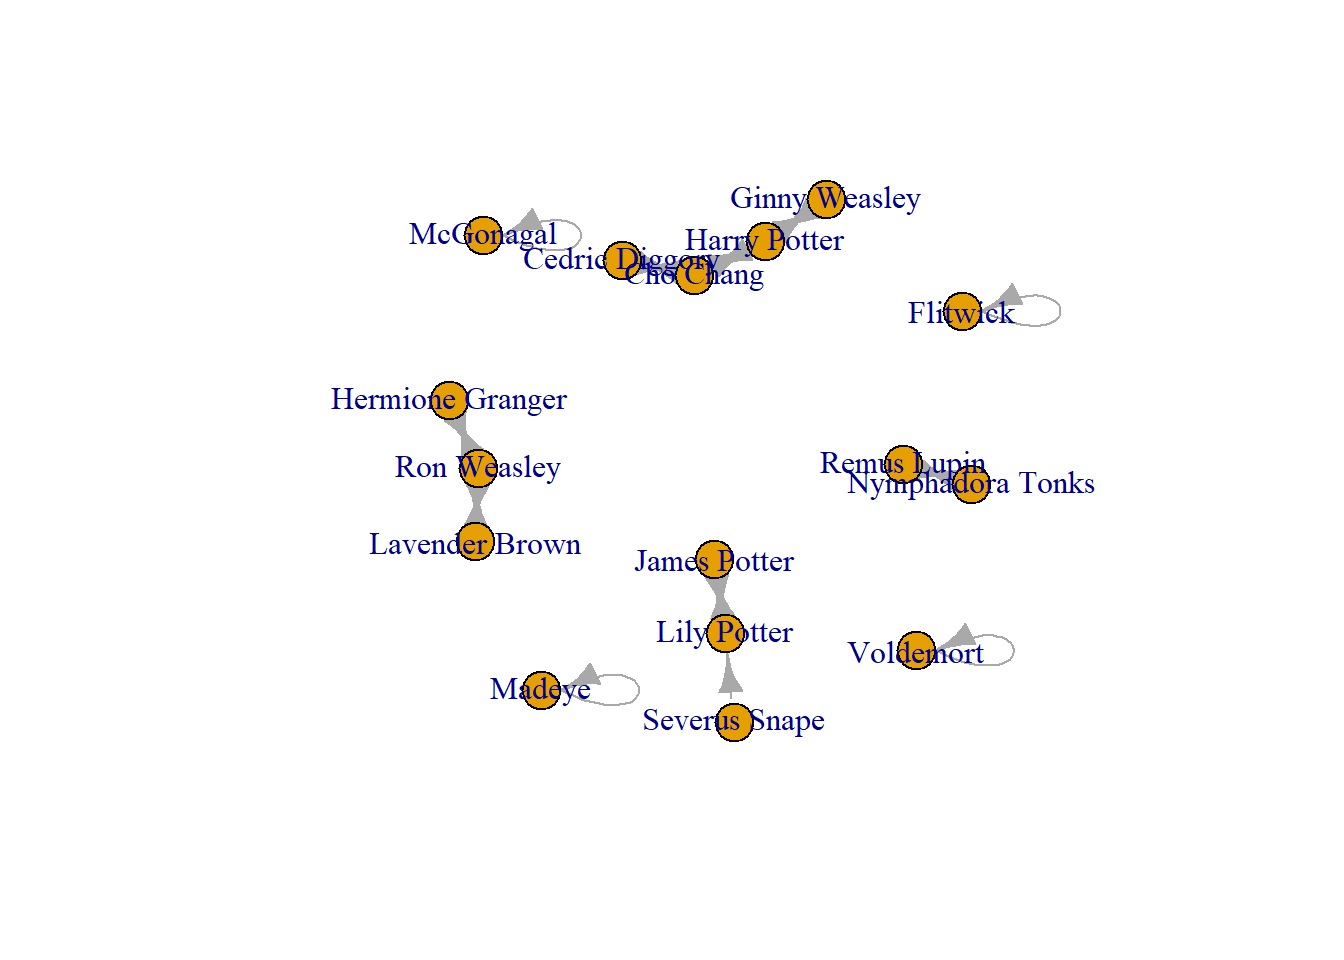 Ginny Weasley
McGonagal
Harry Potter
Cedric Diggory
Cho Chang
Flitwick
Hermione Granger
Ron Weasley
Remus Lupin
Nymphadora Tonks
Lavender Brown
James Potter
Lily Potter
Voldemort
Madeye
Severus Snape